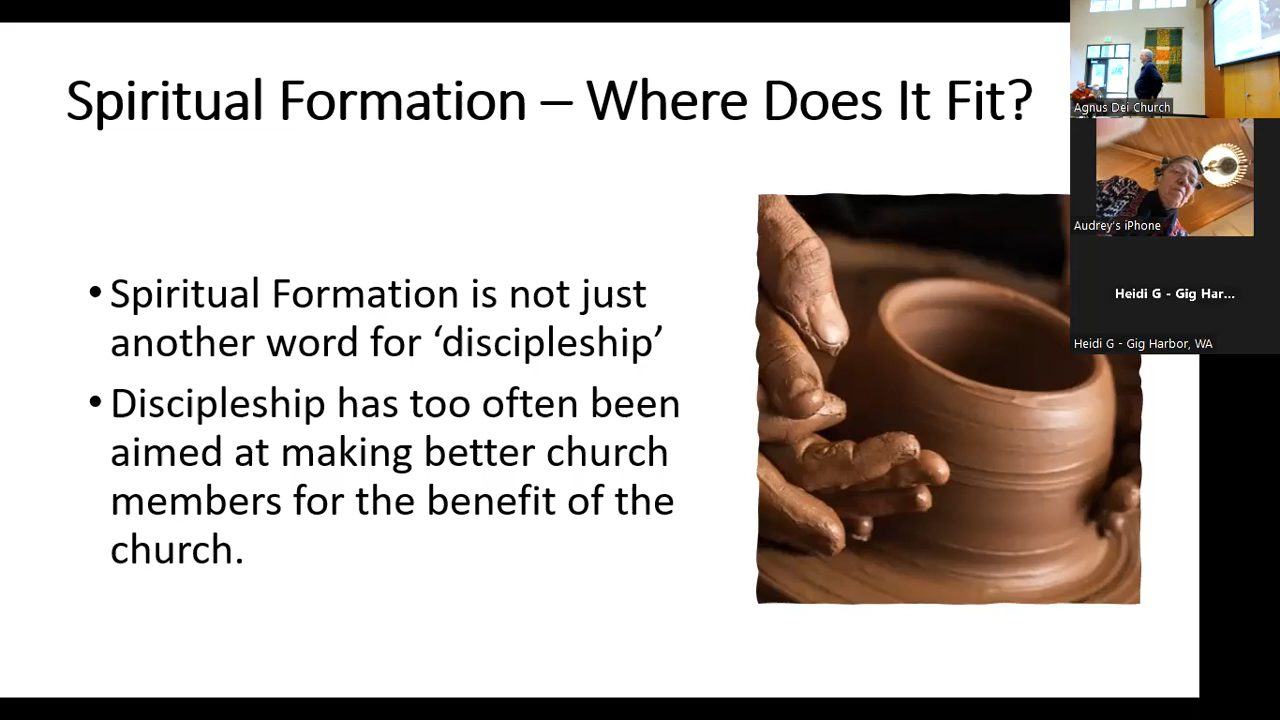 Spiritual Formation – Where Does It Fit?
• Spiritual Formation is not just
another word for ‘discipleship’
• Discipleship has too often been
aimed at making better church
members for the benefit of the
church.
Agnus Dei Church
Audrey's iPhone
Heidi G - Gig Har...
Heidi G - Gig Harbor, WA